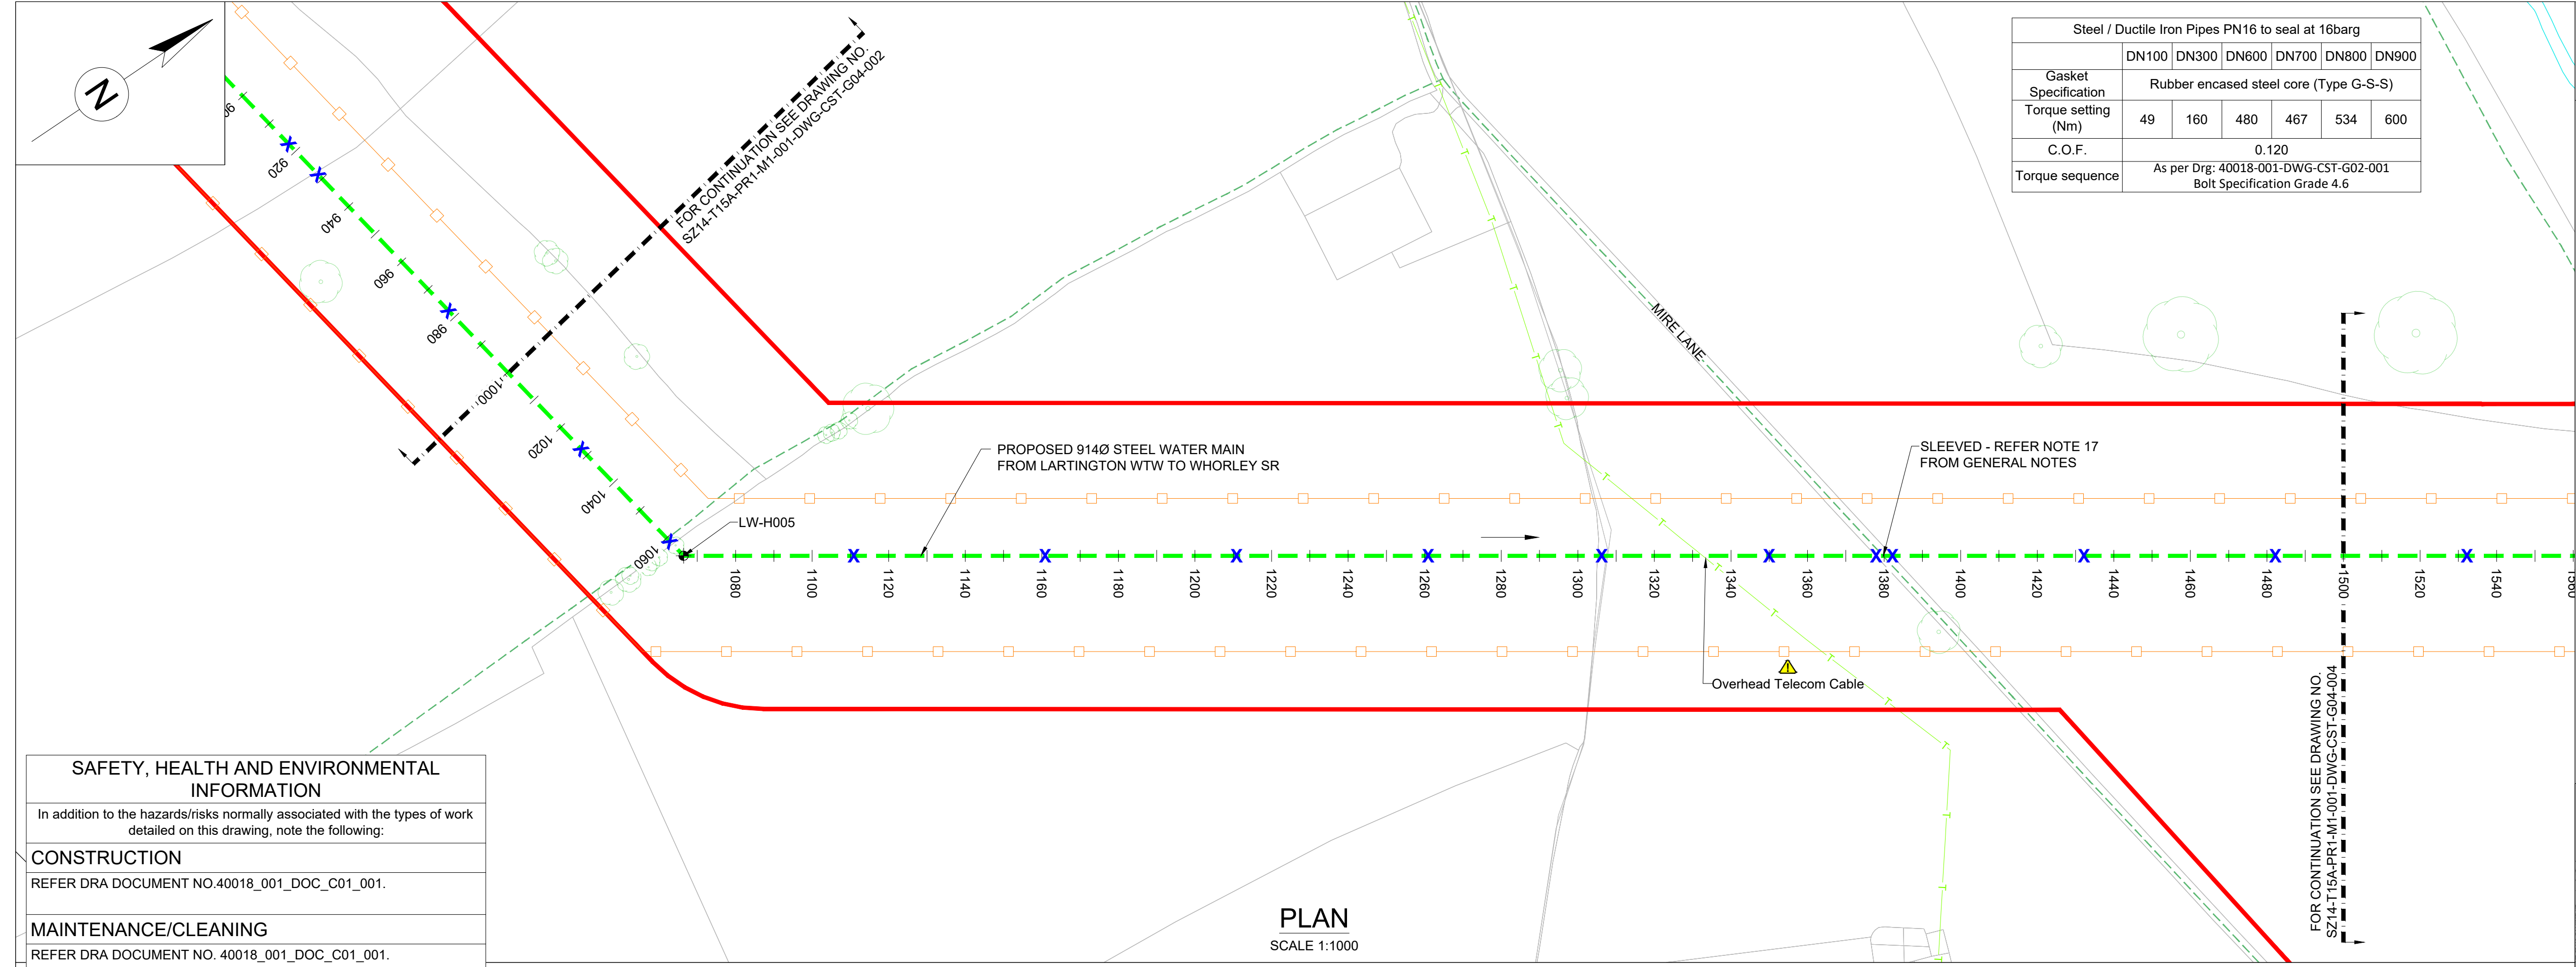 N
FOR CONTINUATION SEE DRAWING NO.
SZ14-T15A-PR1-M1-001-DWG-CST-G04-002
Steel / Ductile Iron Pipes PN16 to seal at 16barg
DN100 DN300 DN600 DN700 DN800 DN900
Gasket
Specification
Rubber encased steel core (Type G-S-S)
Torque setting
(Nm)
49 160 480 467 534 600
C.O.F. 0.120
Torque sequence
As per Drg: 40018-001-DWG-CST-G02-001
Bolt Specification Grade 4.6
920
940
960
980
1000
1020
1040
1060
MIRE LANE
PROPOSED 914Ø STEEL WATER MAIN
FROM LARTINGTON WTW TO WHORLEY SR
SLEEVED - REFER NOTE 17
FROM GENERAL NOTES
LW-H005
X X X X X X X X X X X X X X X X
1080 1100 1120 1140 1160 1180 1200 1220 1240 1260 1280 1300 1320 1340 1360 1380 1400 1420 1440 1460 1480 1500 1520 1540
Overhead Telecom Cable
FOR CONTINUATION SEE DRAWING NO.
SZ14-T15A-PR1-M1-001-DWG-CST-G04-004
SAFETY, HEALTH AND ENVIRONMENTAL
INFORMATION
In addition to the hazards/risks normally associated with the types of work
detailed on this drawing, note the following:
CONSTRUCTION
REFER DRA DOCUMENT NO.40018_001_DOC_C01_001.
MAINTENANCE/CLEANING
REFER DRA DOCUMENT NO. 40018_001_DOC_C01_001.
PLAN
SCALE 1:1000